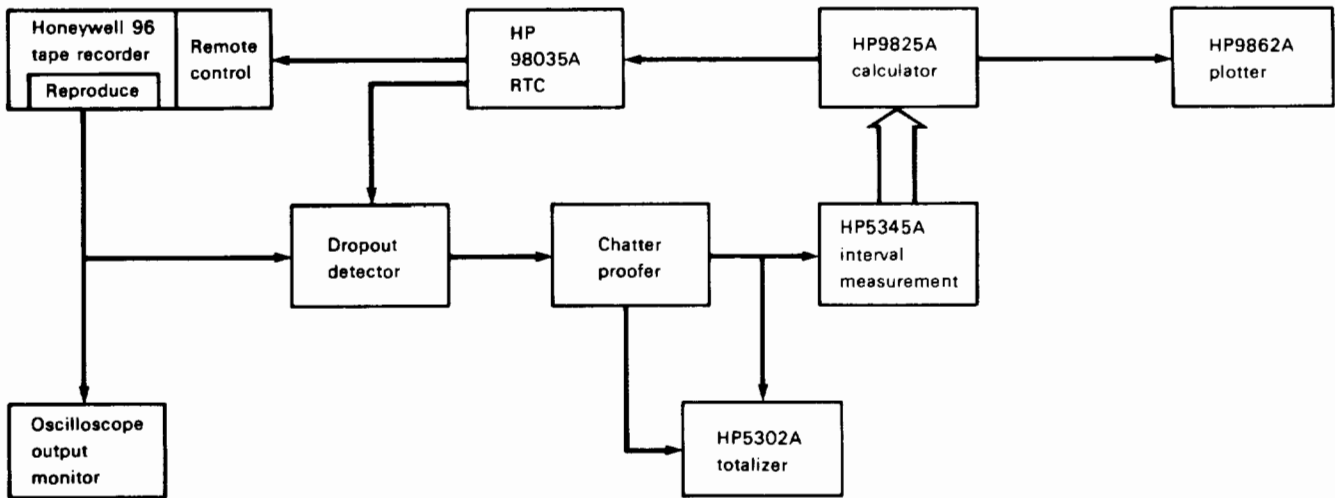 Honeywell 96
tape recorder
Reproduce
Remote
control
HP
98035A
RTC
HP9825A
calculator
HP9862A
plotter
Dropout
detector
Chatter
proofer
HP5345A
interval
measurement
Oscilloscope
output
monitor
HP5302A
totalizer